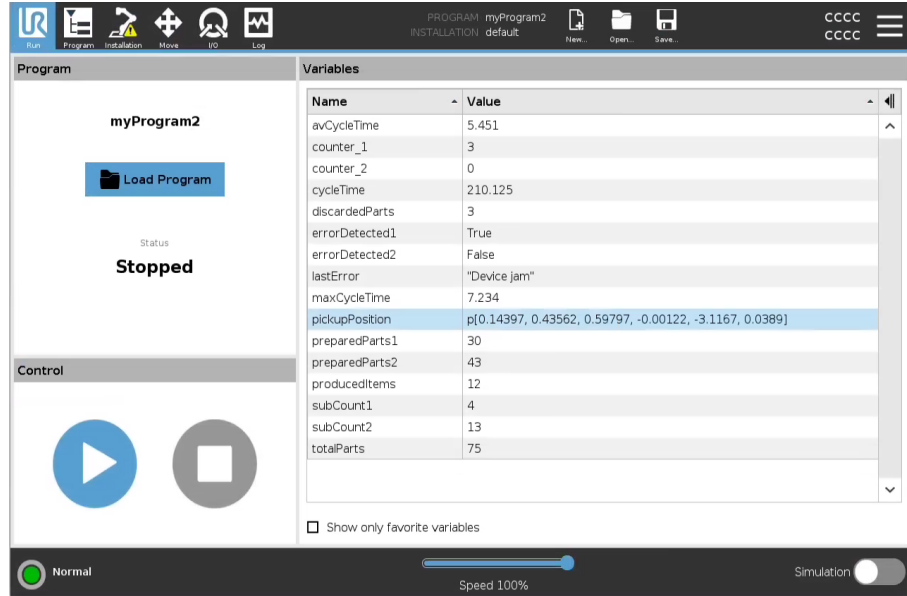 UR
Run
Program
Installation
Move
I/O
Log
PROGRAM myProgram2
INSTALLATION default
New...
Open...
Save...
cccc
cccc
Program
myProgram2
Load Program
Status
Stopped
Control
Variables
Name Value
avCycleTime 5.451
counter_1 3
counter_2 0
cycleTime 210.125
discardedParts 3
errorDetected1 True
errorDetected2 False
lastError "Device jam"
maxCycleTime 7.234
pickupPosition p[0.14397, 0.43562, 0.59797, -0.00122, -3.1167, 0.0389]
preparedParts1 30
preparedParts2 43
producedItems 12
subCount1 4
subCount2 13
totalParts 75
Show only favorite variables
Normal
Speed 100%
Simulation